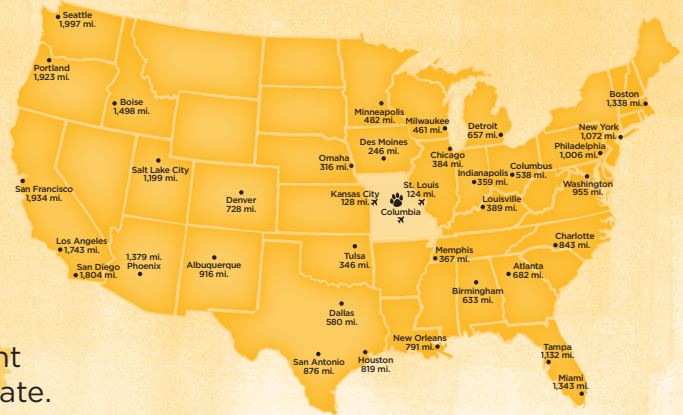 Seattle
1,997 mi.
Portland
1,923 mi.
Boise
1,498 mi.
Minneapolis
482 mi.
Milwaukee
461 mi.
Detroit
657 mi.
Boston
1,338 mi.
New York
1,072 mi.
Philadelphia
1,006 mi.
Des Moines
246 mi.
Chicago
384 mi.
Omaha
316 mi.
Salt Lake City
1,199 mi.
Indianapolis
359 mi.
Columbus
538 mi.
Washington
955 mi.
San Francisco
1,934 mi.
Denver
728 mi.
Kansas City
128 mi.
St. Louis
124 mi.
Columbia
Louisville
389 mi.
Los Angeles
1,743 mi.
San Diego
1,804 mi.
1,379 mi.
Phoenix
Albuquerque
916 mi.
Tulsa
346 mi.
Memphis
367 mi.
Charlotte
843 mi.
Atlanta
682 mi.
Birmingham
633 mi.
Dallas
580 mi.
New Orleans
791 mi.
San Antonio
876 mi.
Houston
819 mi.
Tampa
1,132 mi.
Miami
1,343 mi.
nt
ate.